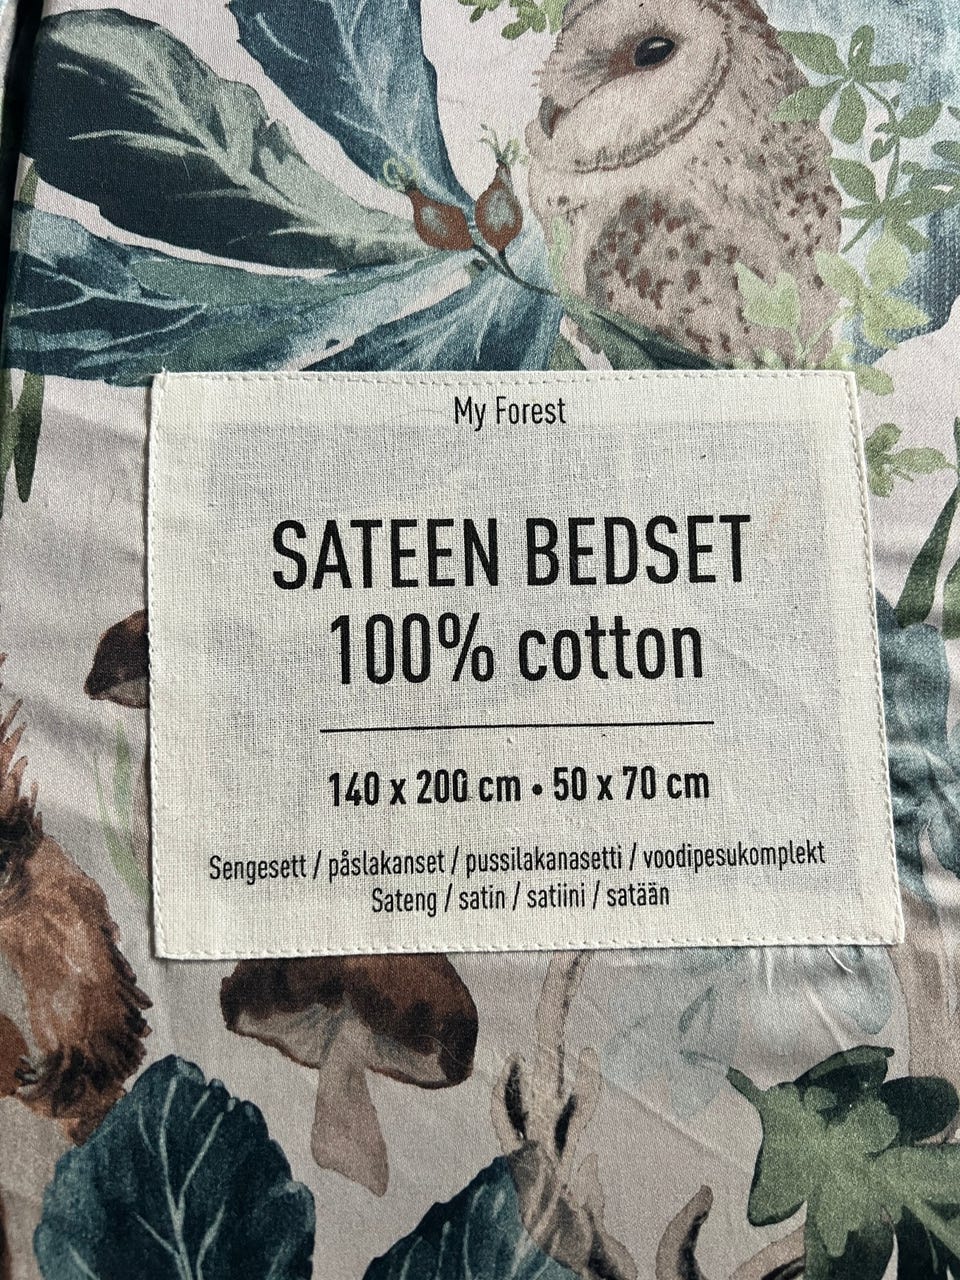 My Forest
SATEEN BEDSET
100% cotton
140 x 200 cm • 50 x 70 cm
Sengesett / påslakanset / pussilakanasetti / voodipesukomplekt
Sateng / satin / satiini / satään